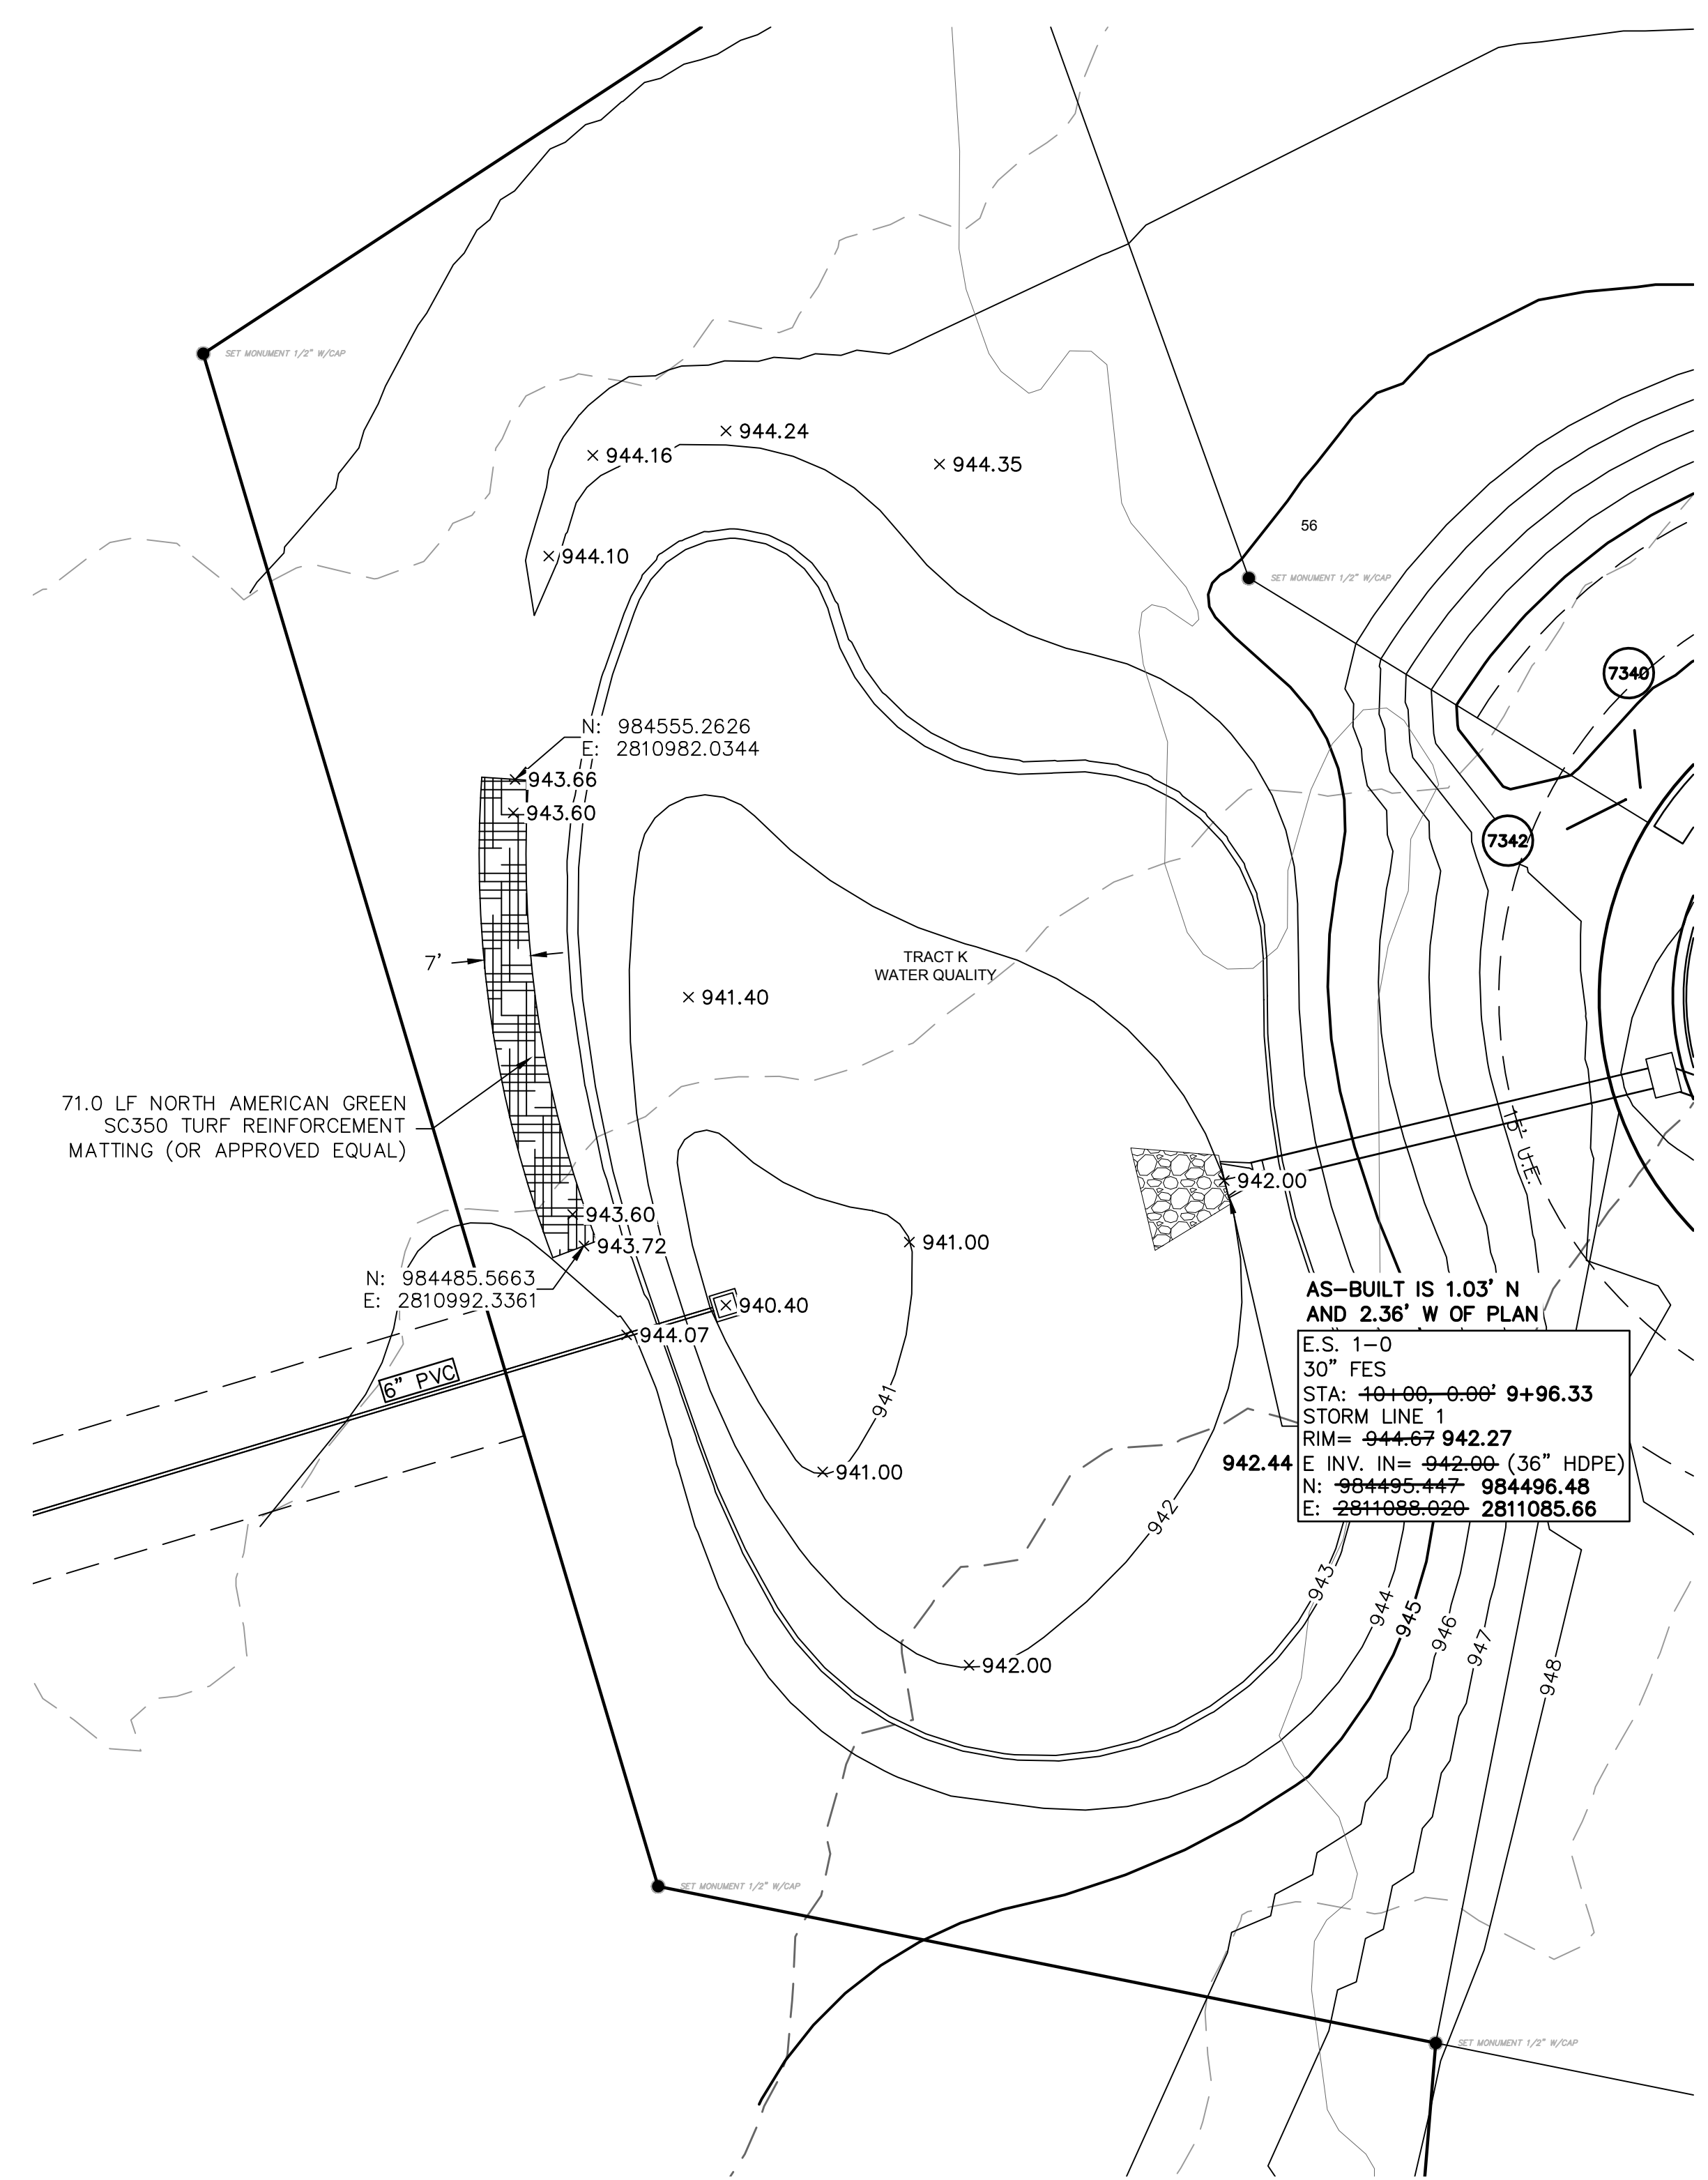 SET MONUMENT 1/2" W/CAP
944.24
944.16
944.35
944.10
56
SET MONUMENT 1/2" W/CAP
7340
N: 984555.2626
E: 2810982.0344
943.66
943.60
7342
7'
TRACT K
WATER QUALITY
941.40
71.0 LF NORTH AMERICAN GREEN
SC350 TURF REINFORCEMENT
MATTING (OR APPROVED EQUAL)
15' U.E.
942.00
943.60
943.72
941.00
N: 984485.5663
E: 2810992.3361
940.40
944.07
6" PVC
AS-BUILT IS 1.03' N
AND 2.36' W OF PLAN
E.S. 1-0
30" FES
STA: 10+00, 0.00' 9+96.33
STORM LINE 1
RIM= 944.67 942.27
942.44 E INV. IN= 942.00 (36" HDPE)
N: 984495.447 984496.48
E: 2811088.020 2811085.66
941
941.00
942
943
944
945
946
947
948
942.00
SET MONUMENT 1/2" W/CAP
SET MONUMENT 1/2" W/CAP